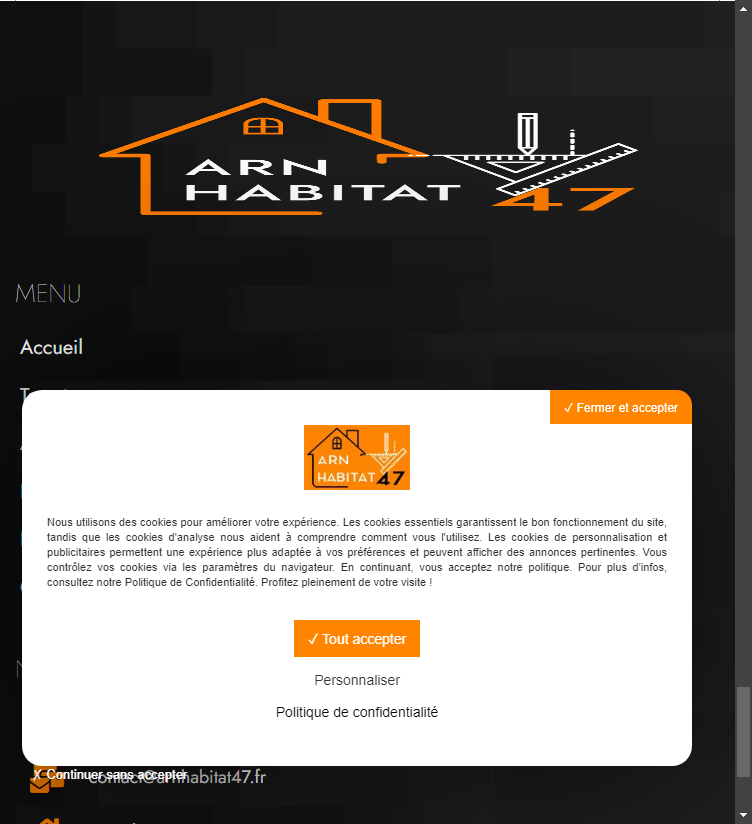 ARN
HABITAT 47
MENU
Accueil
✓ Fermer et accepter
ARN
HABITAT 47
Nous utilisons des cookies pour améliorer votre expérience. Les cookies essentiels garantissent le bon fonctionnement du site,
tandis que les cookies d'analyse nous aident à comprendre comment vous l'utilisez. Les cookies de personnalisation et
publicitaires permettent une expérience plus adaptée à vos préférences et peuvent afficher des annonces pertinentes. Vous
contrôlez vos cookies via les paramètres du navigateur. En continuant, vous acceptez notre politique. Pour plus d'infos,
consultez notre Politique de Confidentialité. Profitez pleinement de votre visite !
✓ Tout accepter
Personnaliser
Politique de confidentialité
X Continuer sans accepter
contact@arnhabitat47.fr